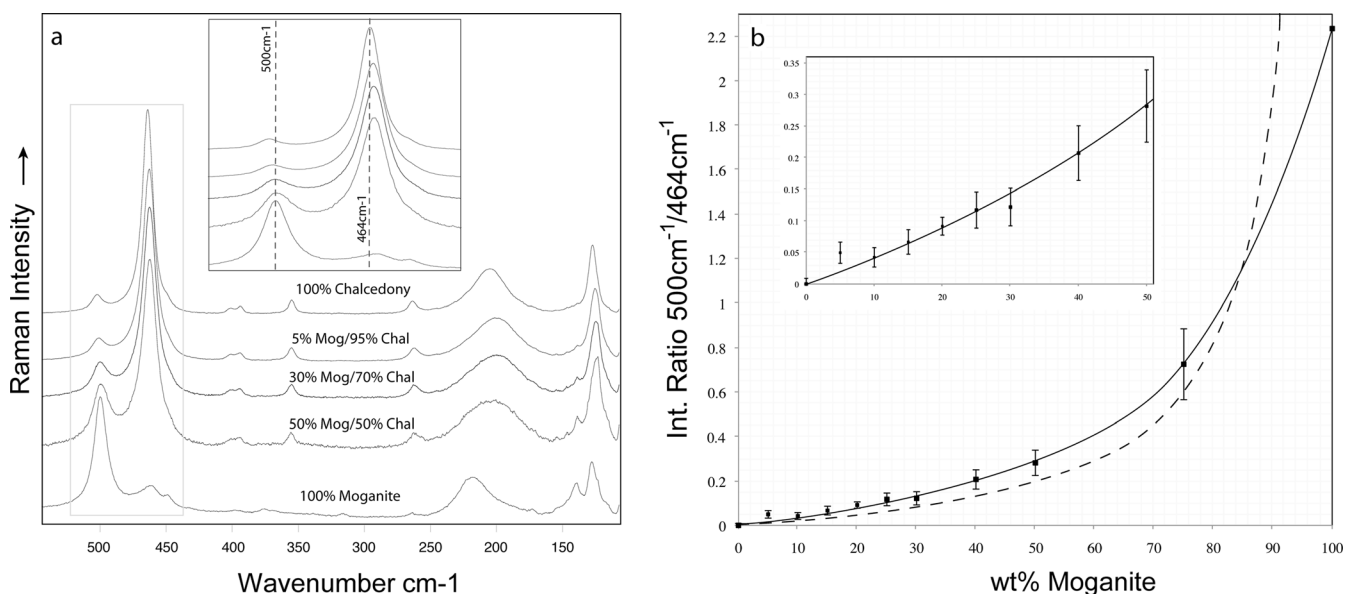 a
500cm-1
464cm-1
100% Chalcedony
5% Mog/95% Chal
30% Mog/70% Chal
50% Mog/50% Chal
100% Moganite
Raman Intensity →
500 450 400 350 300 250 200 150
Wavenumber cm-1
b
Int. Ratio 500cm⁻¹/464cm⁻¹
2.2
2
1.8
1.6
1.4
1.2
1
0.8
0.6
0.4
0.2
0
0.35
0.3
0.25
0.2
0.15
0.1
0.05
0
0 10 20 30 40 50
0 10 20 30 40 50 60 70 80 90 100
wt% Moganite